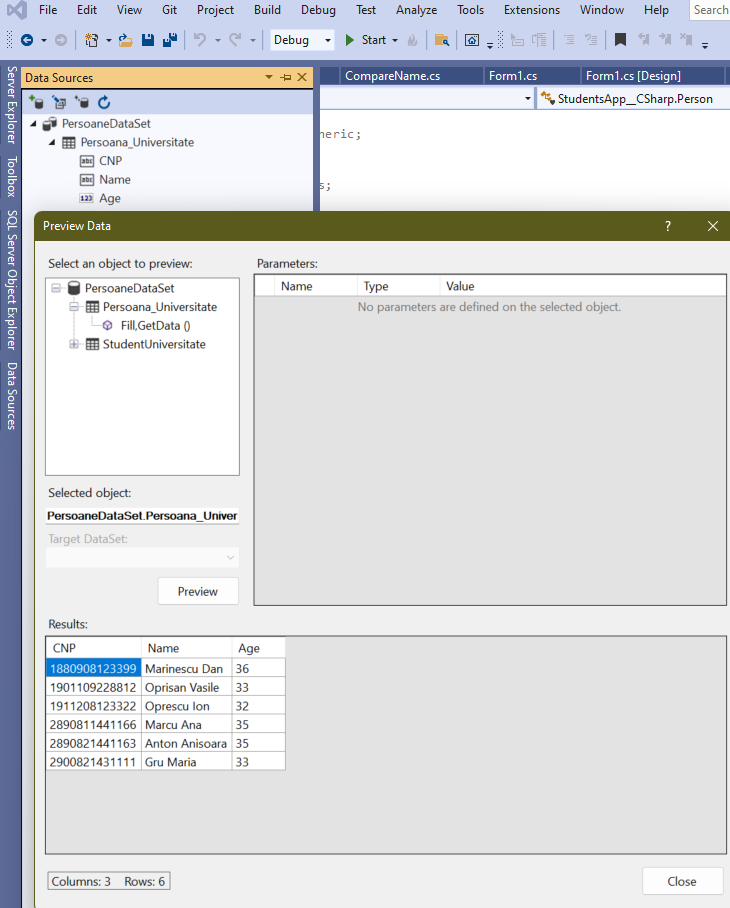 File Edit View Git Project Build Debug Test Analyze Tools Extensions Window Help Search
Debug Start
Server Explorer
Toolbox
SQL Server Object Explorer
Data Sources
Data Sources
CompareName.cs Form1.cs Form1.cs [Design]
StudentsApp__CSharp.Person
PersoaneDataSet
neric;
Persoana_Universitate
abc CNP
s;
abc Name
123 Age
Preview Data ?
Select an object to preview:
PersoaneDataSet
Persoana_Universitate
Fill,GetData ()
StudentUniversitate
Parameters:
Name Type Value
No parameters are defined on the selected object.
Selected object:
PersoaneDataSet.Persoana_Univer
Target DataSet:
Preview
Results:
CNP Name Age
1880908123399 Marinescu Dan 36
1901109228812 Oprisan Vasile 33
1911208123322 Oprescu Ion 32
2890811441166 Marcu Ana 35
2890821441163 Anton Anisoara 35
2900821431111 Gru Maria 33
Columns: 3 Rows: 6
Close